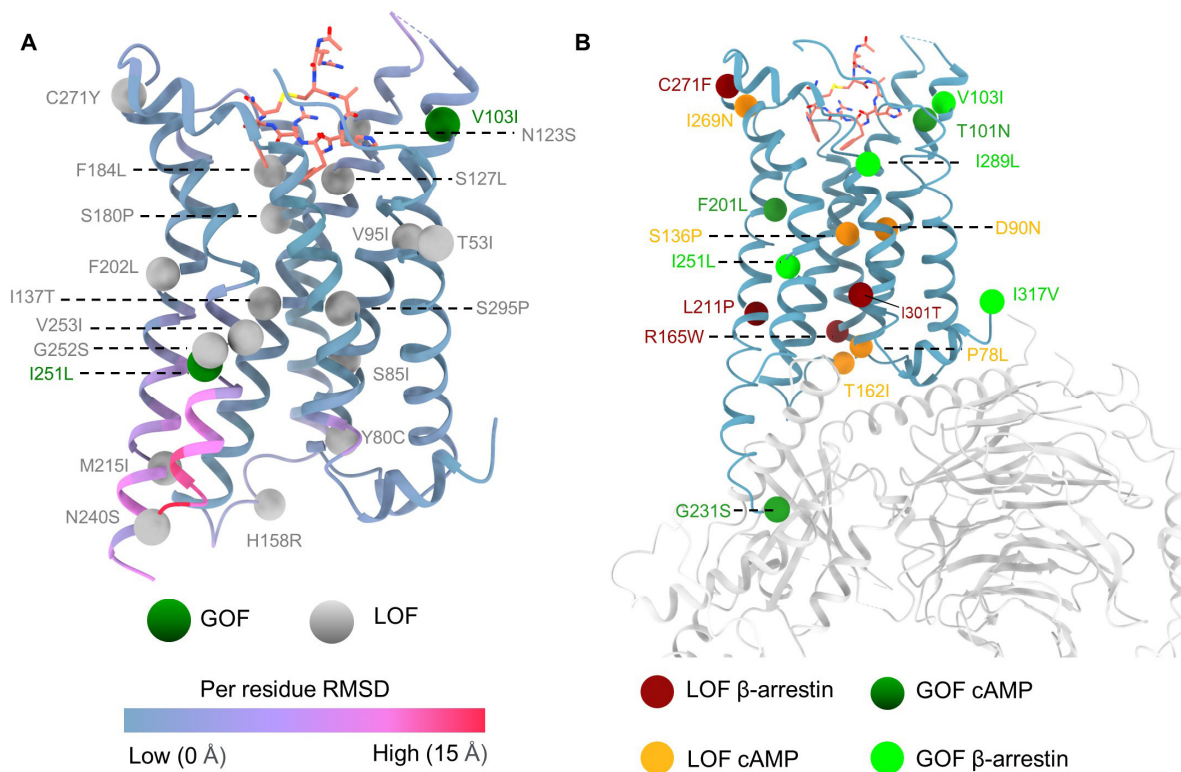 A
C271Y
V103I
N123S
F184L
S127L
S180P
V95I
T53I
F202L
I137T
S295P
V253I
G252S
I251L
S85I
Y80C
M215I
N240S
H158R
GOF
LOF
Per residue RMSD
Low (0 Å)
High (15 Å)
B
C271F
V103I
I269N
T101N
I289L
F201L
S136P
D90N
I251L
I317V
L211P
I301T
R165W
P78L
T162I
G231S
LOF β-arrestin
GOF cAMP
LOF cAMP
GOF β-arrestin